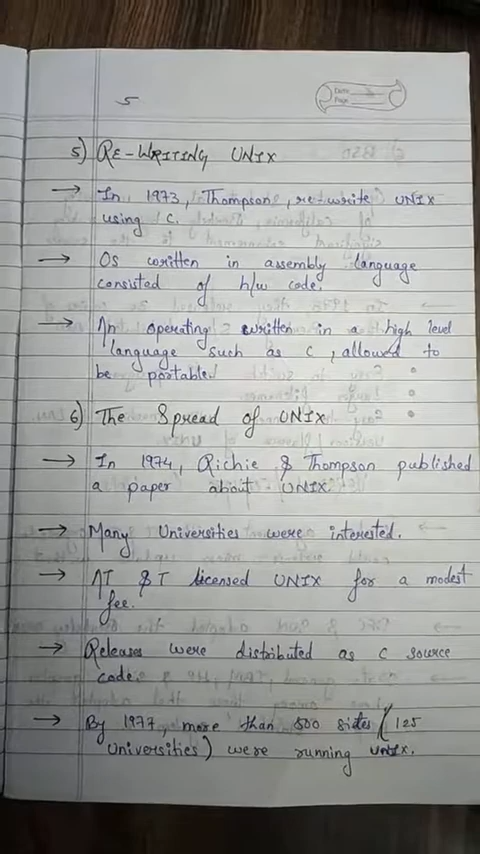 5
Date
Page
5) RE-WRITING UNIX
→ In 1973, Thompson, re-write UNIX
using C.
→ OS written in assembly language
consisted of h/w code.
→ An operating written in a high level
language such as C, allowed to
be portable.
6) The Spread of UNIX
→ In 1974, Richie & Thompson published
a paper about UNIX.
→ Many Universities were interested.
→ AT &T licensed UNIX for a modest
fee.
→ Releases were distributed as C source
code.
→ By 1977, more than 500 sites (125
Universities) were running UNIX.